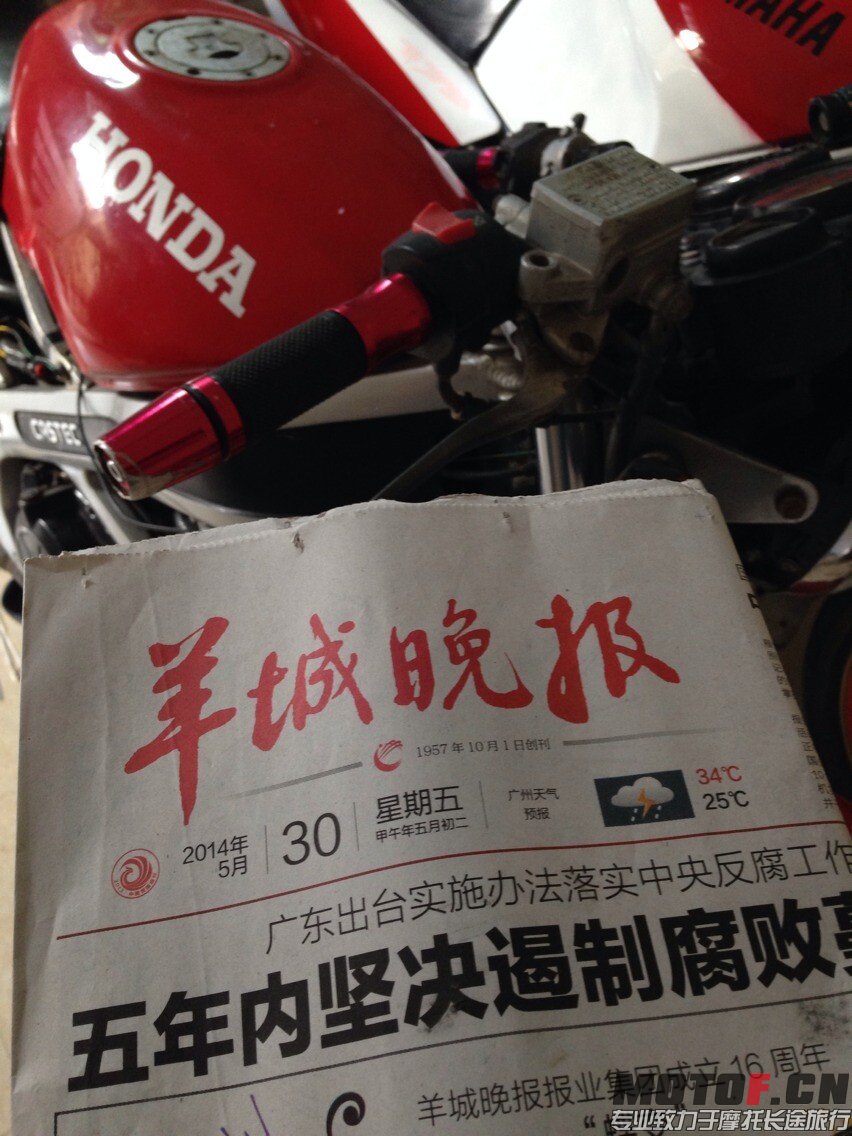 YAMAHA
HONDA
CASTEC
羊城晚报
1957年10月1日创刊
2014年
5月
30
星期五
甲午年五月初二
广州天气
预报
34℃
25℃
广东出台实施办法落实中央反腐工作
五年内坚决遏制腐败
羊城晚报报业集团成立16周年
MOTOF.CN
专业致力于摩托长途旅行